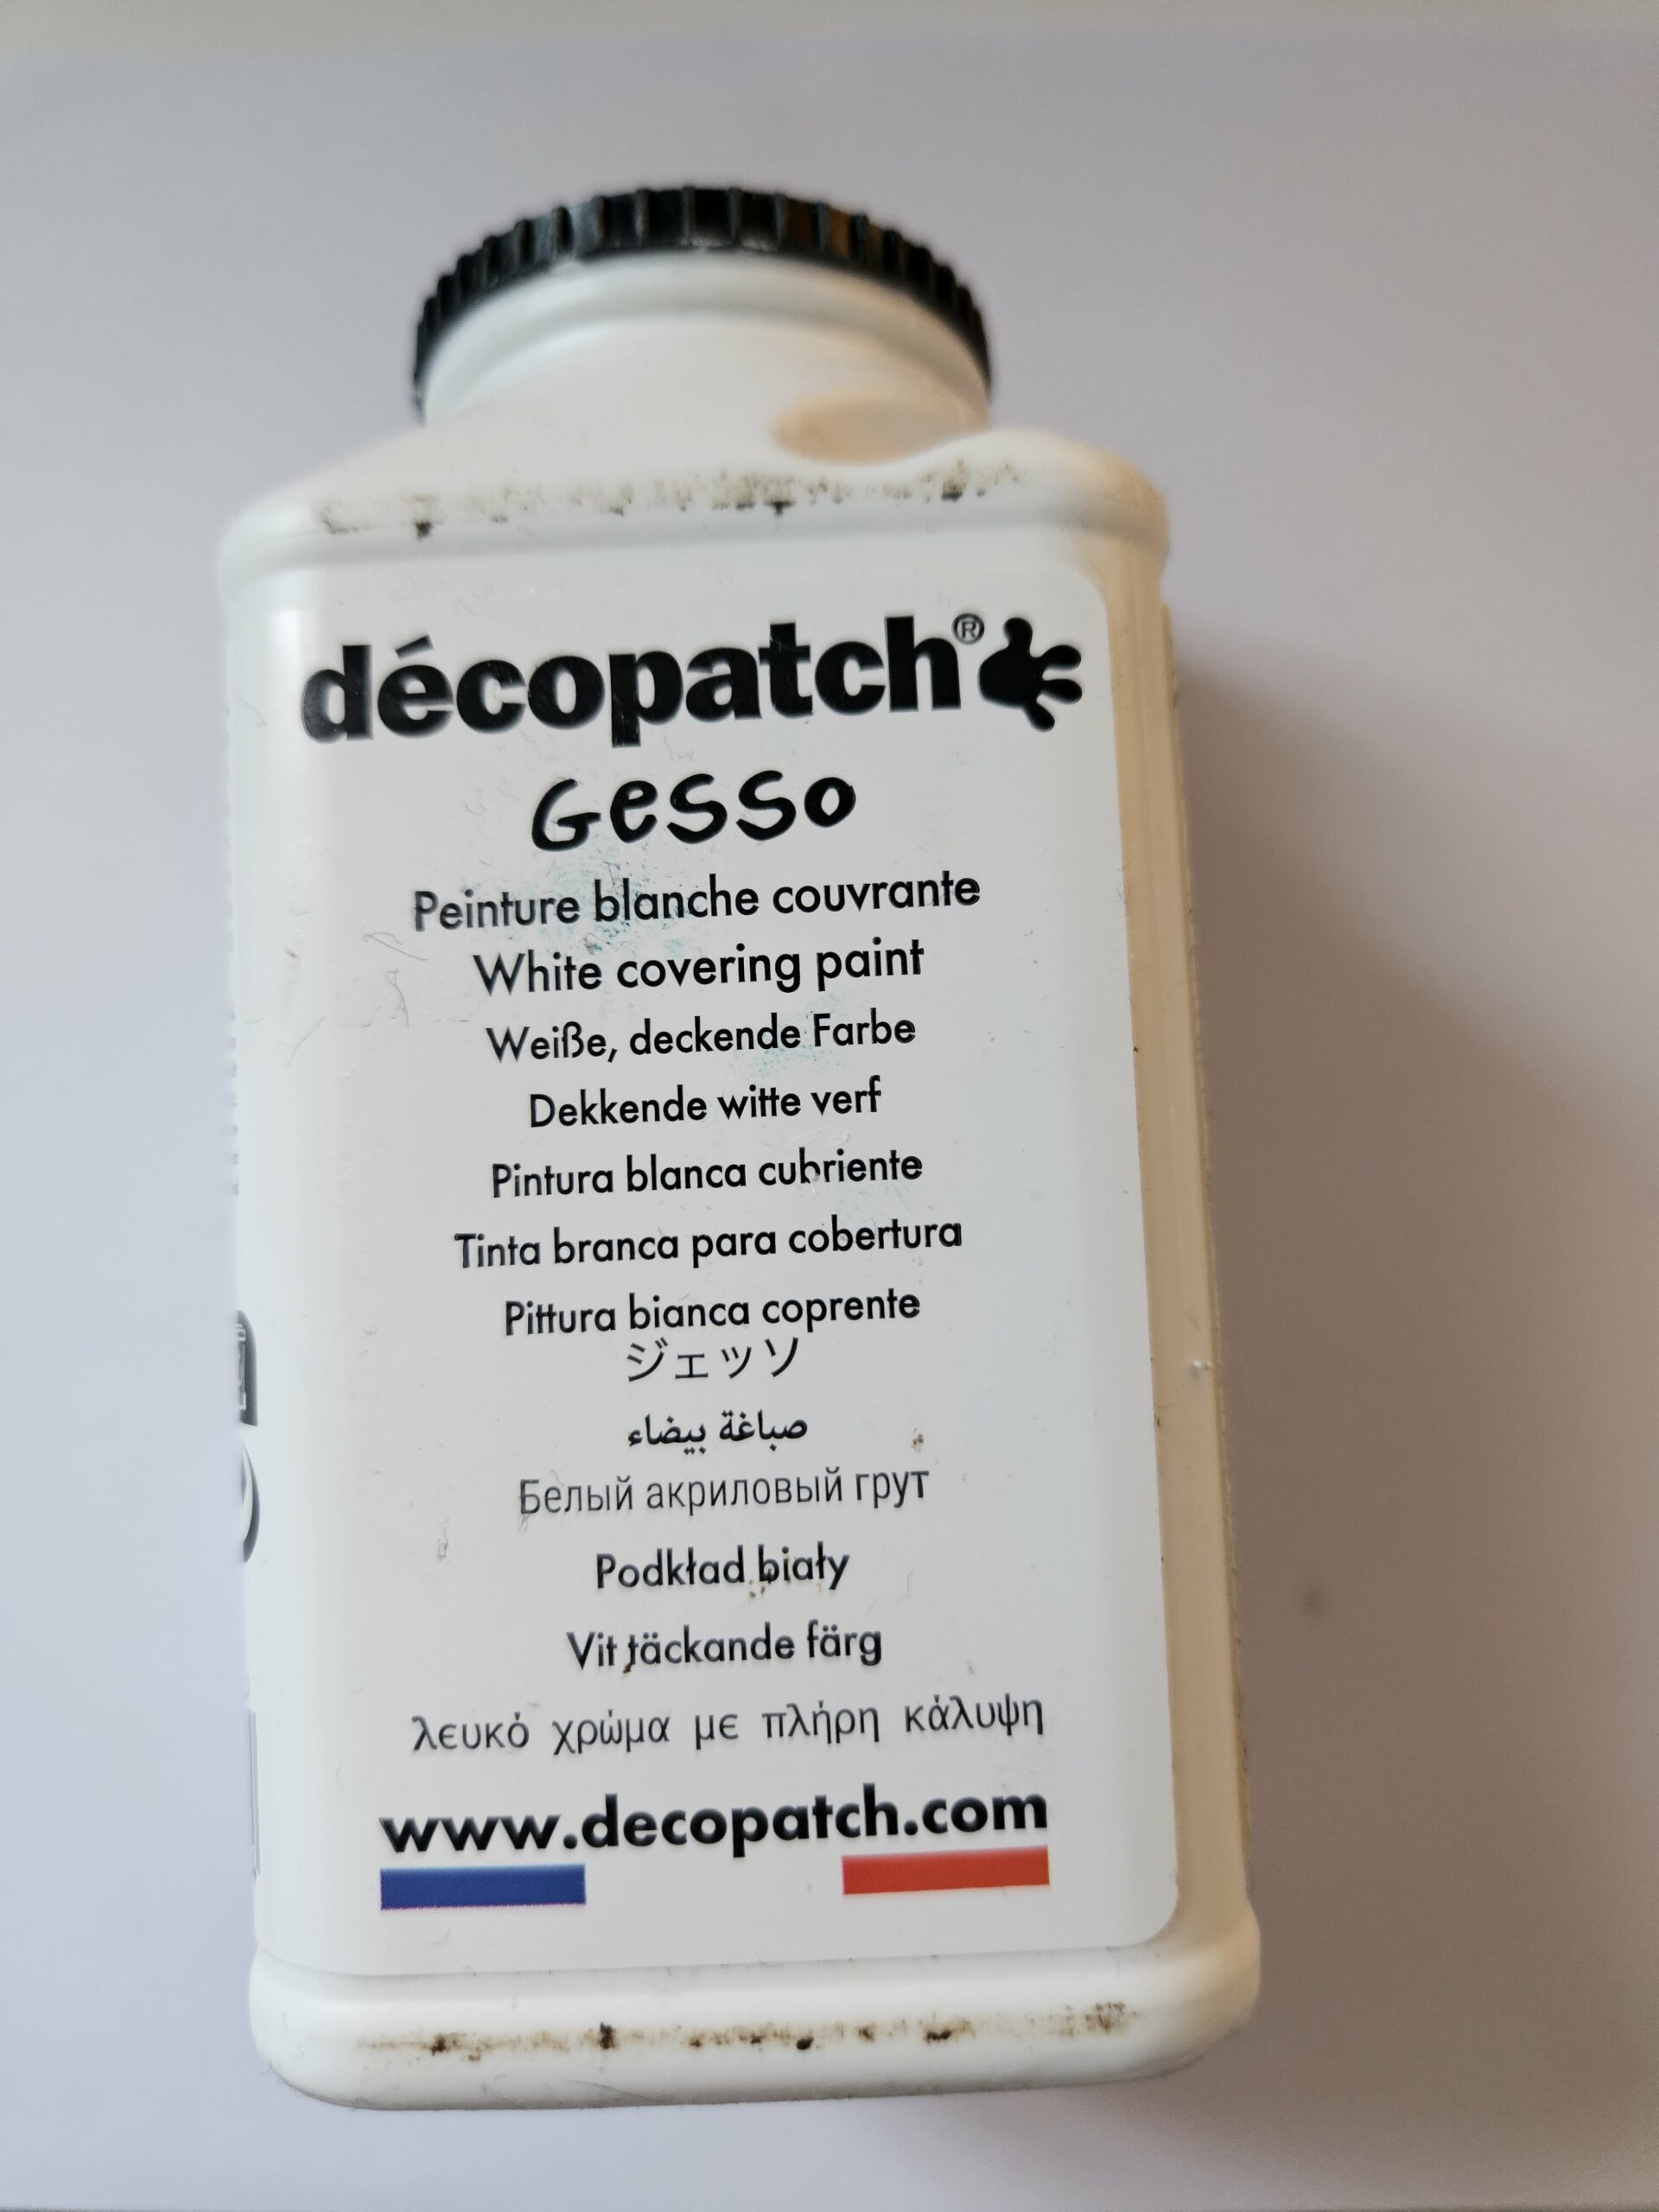 décopatch®
Gesso
Peinture blanche couvrante
White covering paint
Weiße, deckende Farbe
Dekkende witte verf
Pintura blanca cubriente
Tinta branca para cobertura
Pittura bianca coprente
ジェッソ
صباغة بيضاء
Белый акриловый грут
Podkład biały
Vit täckande färg
λευκό χρώμα με πλήρη κάλυψη
www.decopatch.com